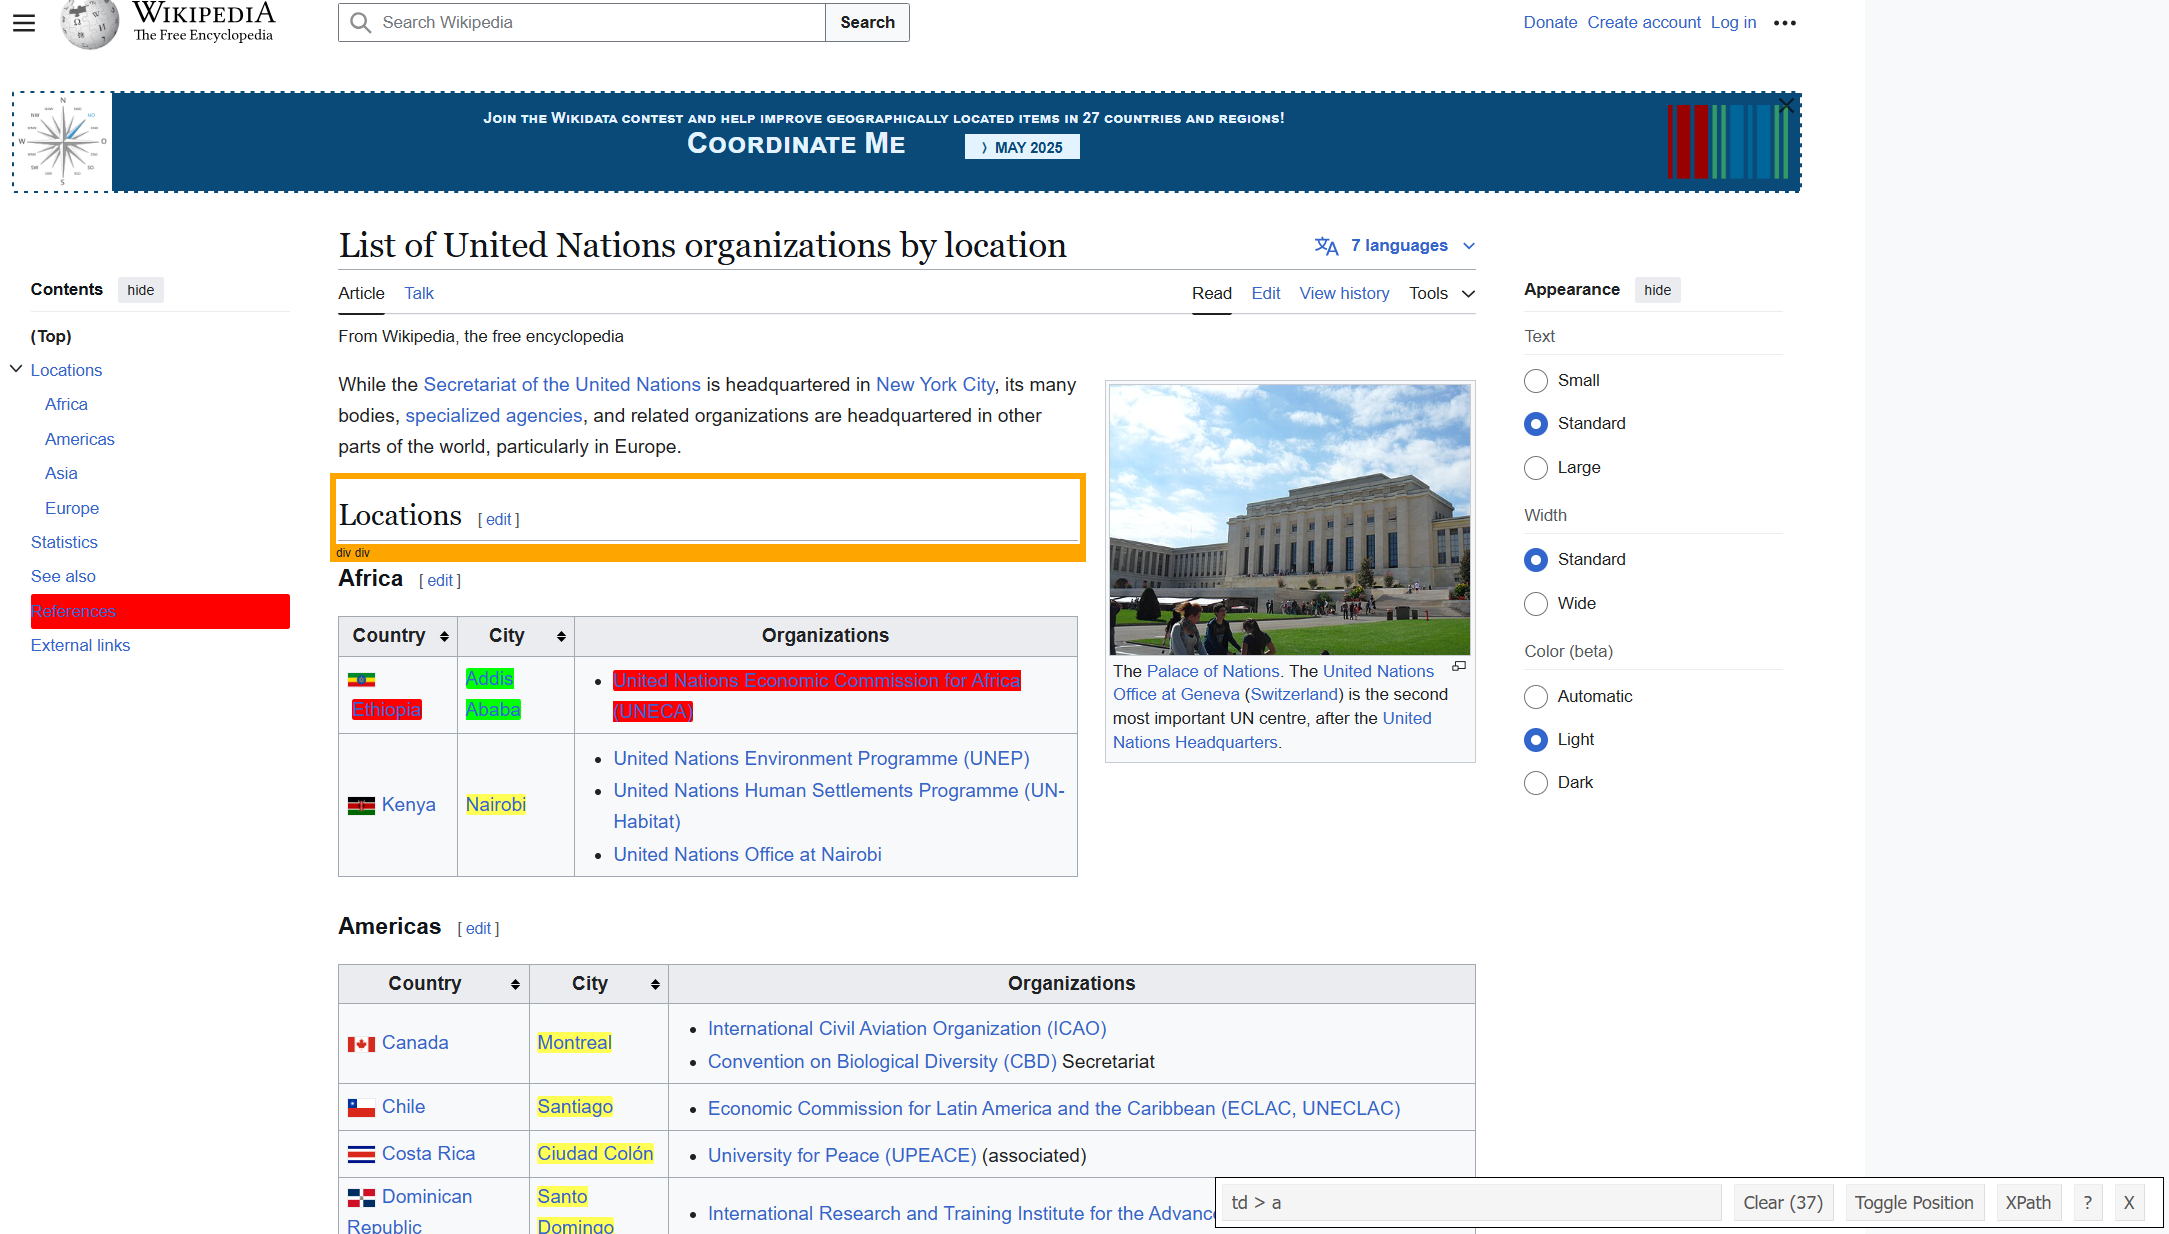 WIKIPEDIA
The Free Encyclopedia
Search Wikipedia
Search
Donate Create account Log in
N
S
W
O
JOIN THE WIKIDATA CONTEST AND HELP IMPROVE GEOGRAPHICALLY LOCATED ITEMS IN 27 COUNTRIES AND REGIONS!
COORDINATE ME
❭ MAY 2025
List of United Nations organizations by location
7 languages
Contents hide
(Top)
Locations
Africa
Americas
Asia
Europe
Statistics
See also
References
External links
Article Talk
Read Edit View history Tools
From Wikipedia, the free encyclopedia
While the Secretariat of the United Nations is headquartered in New York City, its many
bodies, specialized agencies, and related organizations are headquartered in other
parts of the world, particularly in Europe.
Locations [ edit ]
div div
Africa [ edit ]
Country City Organizations
Ethiopia
Addis
Ababa
• United Nations Economic Commission for Africa
(UNECA)
Kenya
Nairobi
• United Nations Environment Programme (UNEP)
• United Nations Human Settlements Programme (UN-
Habitat)
• United Nations Office at Nairobi
The Palace of Nations. The United Nations
Office at Geneva (Switzerland) is the second
most important UN centre, after the United
Nations Headquarters.
Americas [ edit ]
Country City Organizations
Canada
Montreal
• International Civil Aviation Organization (ICAO)
• Convention on Biological Diversity (CBD) Secretariat
Chile
Santiago
• Economic Commission for Latin America and the Caribbean (ECLAC, UNECLAC)
Costa Rica
Ciudad Colón
• University for Peace (UPEACE) (associated)
Dominican
Republic
Santo
Domingo
• International Research and Training Institute for the Advanc
Appearance hide
Text
Small
Standard
Large
Width
Standard
Wide
Color (beta)
Automatic
Light
Dark
td > a
Clear (37)
Toggle Position
XPath
?
X